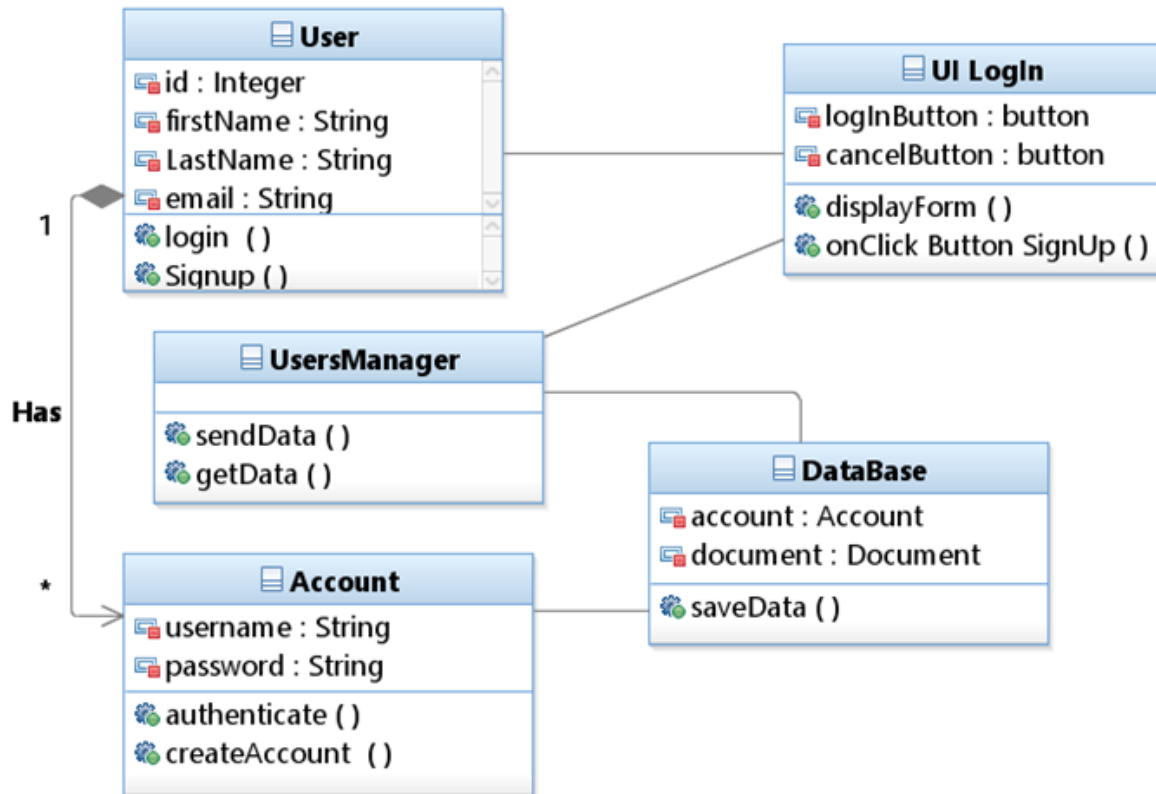 User
id : Integer
firstName : String
LastName : String
email : String
login ( )
Signup ( )
UI LogIn
logInButton : button
cancelButton : button
displayForm ( )
onClick Button SignUp ( )
1
Has
*
UsersManager
sendData ( )
getData ( )
DataBase
account : Account
document : Document
saveData ( )
Account
username : String
password : String
authenticate ( )
createAccount ( )